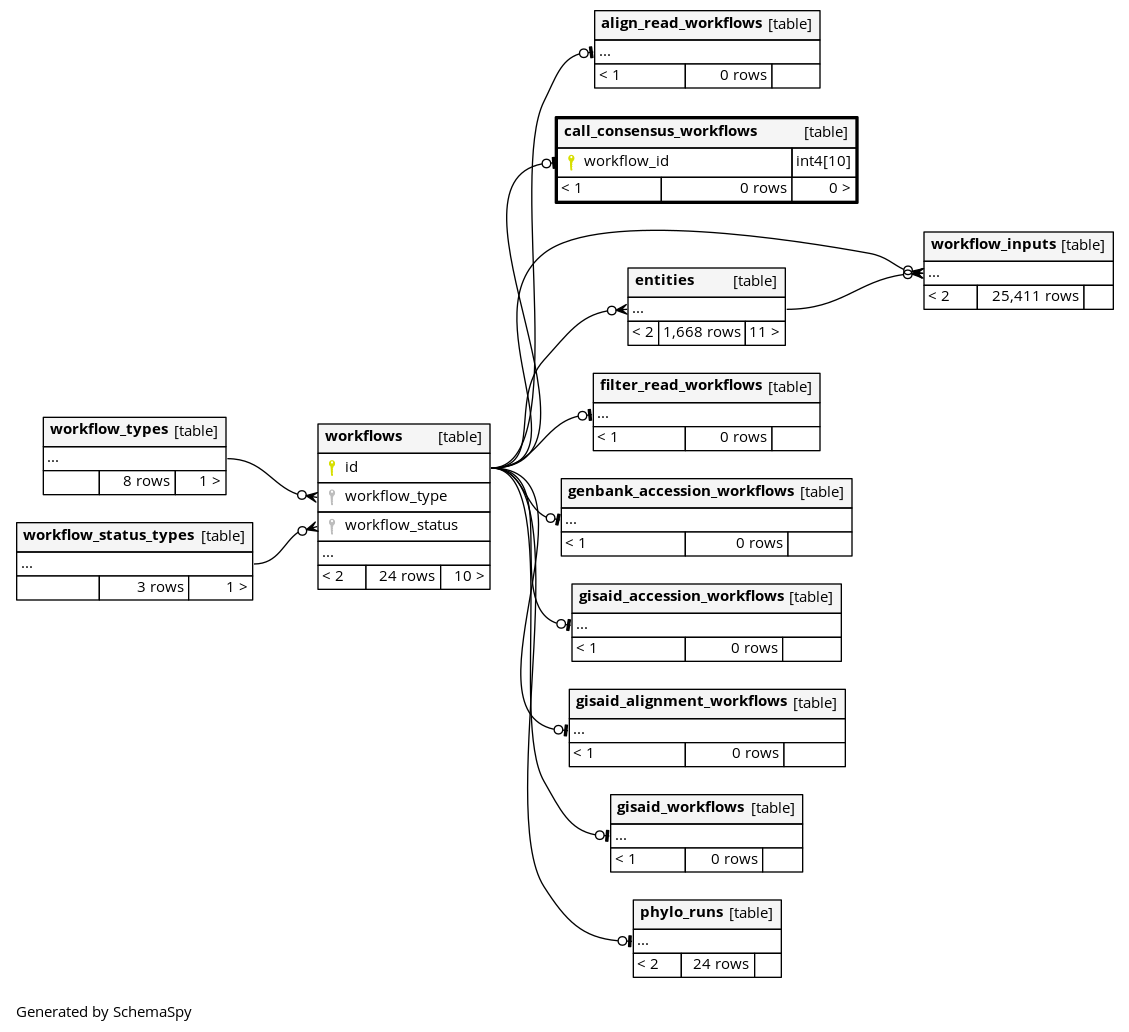 align_read_workflows [table]
...
< 1 0 rows
call_consensus_workflows [table]
workflow_id int4[10]
< 1 0 rows 0 >
workflow_inputs [table]
...
< 2 25,411 rows
entities [table]
...
< 2 1,668 rows 11 >
filter_read_workflows [table]
...
< 1 0 rows
workflow_types [table]
...
8 rows 1 >
workflows [table]
id
workflow_type
workflow_status
...
< 2 24 rows 10 >
workflow_status_types [table]
...
3 rows 1 >
genbank_accession_workflows [table]
...
< 1 0 rows
gisaid_accession_workflows [table]
...
< 1 0 rows
gisaid_alignment_workflows [table]
...
< 1 0 rows
gisaid_workflows [table]
...
< 1 0 rows
phylo_runs [table]
...
< 2 24 rows
Generated by SchemaSpy